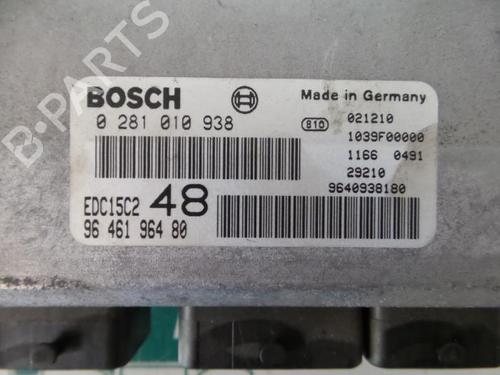 B-PARTS
BOSCH
Made in Germany
0 281 010 938
810
021210
1039F00000
1166 0491
29210
EDC15C2 48
9640938180
96 461 964 80